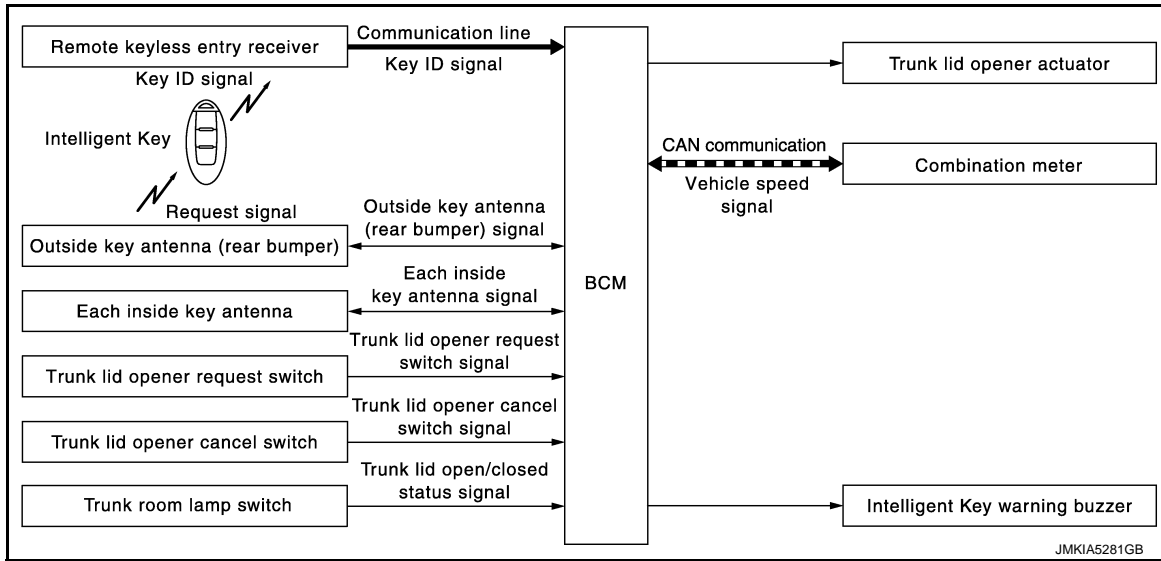 Remote keyless entry receiver
Communication line
Key ID signal
Key ID signal
Intelligent Key
Request signal
Outside key antenna (rear bumper)
Outside key antenna
(rear bumper) signal
Each inside key antenna
Each inside
key antenna signal
Trunk lid opener request switch
Trunk lid opener request
switch signal
Trunk lid opener cancel switch
Trunk lid opener cancel
switch signal
Trunk room lamp switch
Trunk lid open/closed
status signal
BCM
Trunk lid opener actuator
CAN communication
Vehicle speed
signal
Combination meter
Intelligent Key warning buzzer
JMKIA5281GB